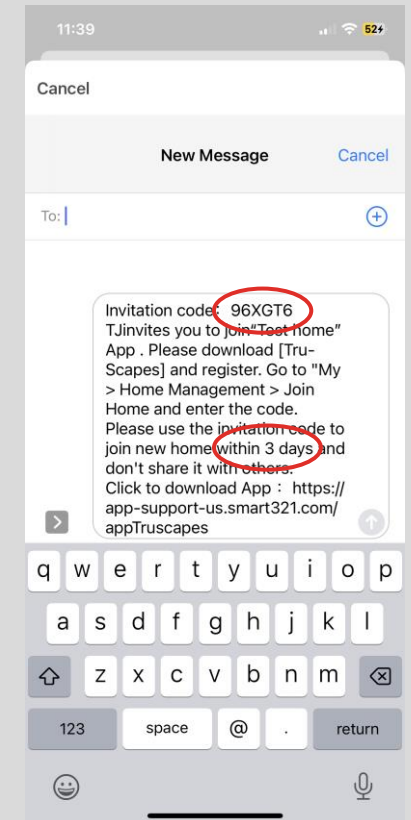 11:39
52
Cancel
New Message
Cancel
To:
Invitation code: 96XGT6
TJinvites you to join“Test home”
App . Please download [Tru-
Scapes] and register. Go to "My
> Home Management > Join
Home and enter the code.
Please use the invitation code to
join new home within 3 days and
don't share it with others.
Click to download App : https://
app-support-us.smart321.com/
appTruscapes
q w e r t y u i o p
a s d f g h j k l
z x c v b n m
123 space @ . return